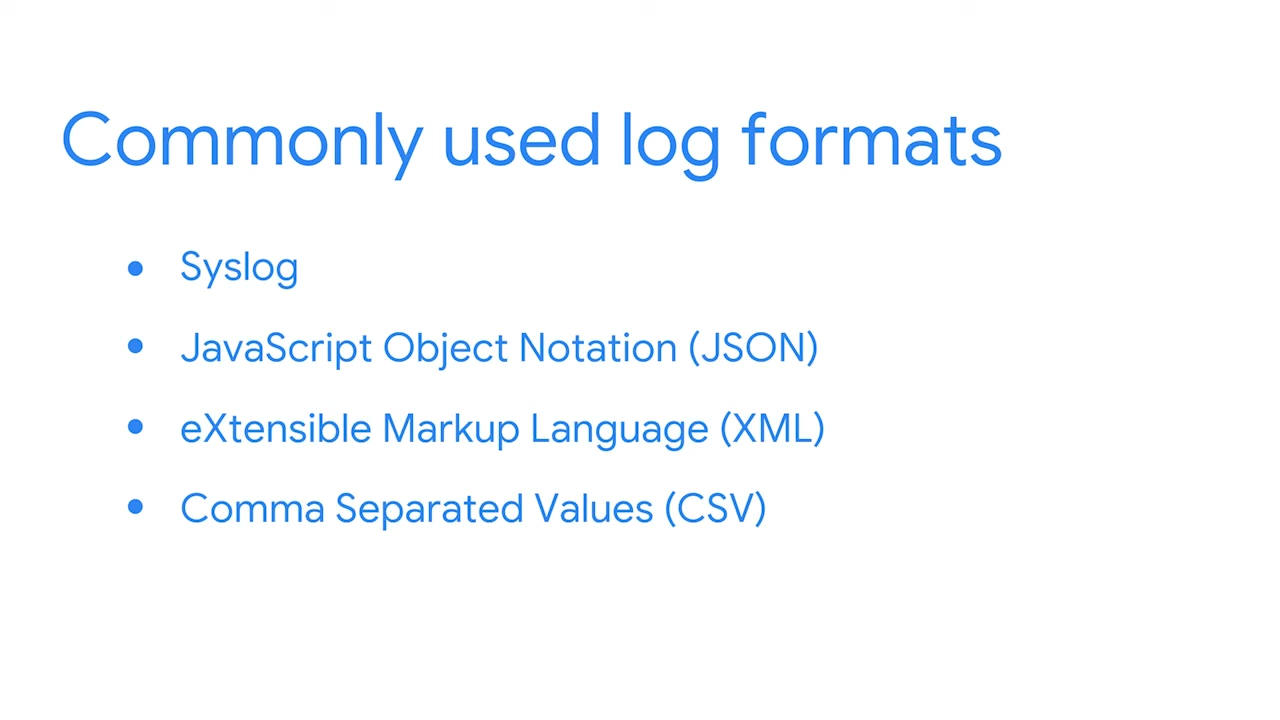 Commonly used log formats
• Syslog
• JavaScript Object Notation (JSON)
• eXtensible Markup Language (XML)
• Comma Separated Values (CSV)